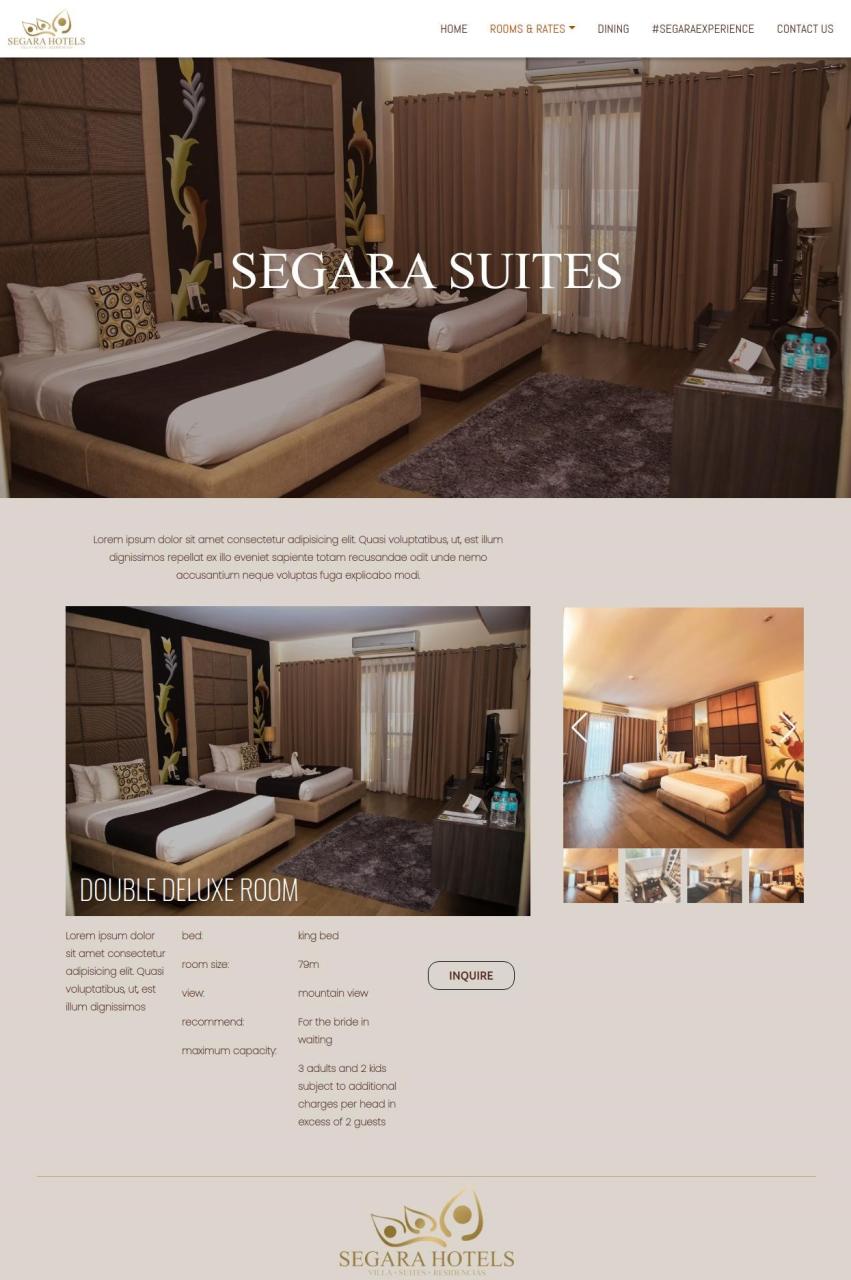 SEGARA HOTELS
VILLA • SUITES • RESIDENCIAS
HOME
ROOMS & RATES
DINING
#SEGARAEXPERIENCE
CONTACT US
SEGARA SUITES
Lorem ipsum dolor sit amet consectetur adipisicing elit. Quasi voluptatibus, ut, est illum
dignissimos repellat ex illo eveniet sapiente totam recusandae odit unde nemo
accusantium neque voluptas fuga explicabo modi.
DOUBLE DELUXE ROOM
Lorem ipsum dolor
sit amet consectetur
adipisicing elit. Quasi
voluptatibus, ut, est
illum dignissimos
bed:
king bed
room size:
79m
view:
mountain view
recommend:
For the bride in
waiting
maximum capacity:
3 adults and 2 kids
subject to additional
charges per head in
excess of 2 guests
INQUIRE
SEGARA HOTELS
VILLA • SUITES • RESIDENCIAS